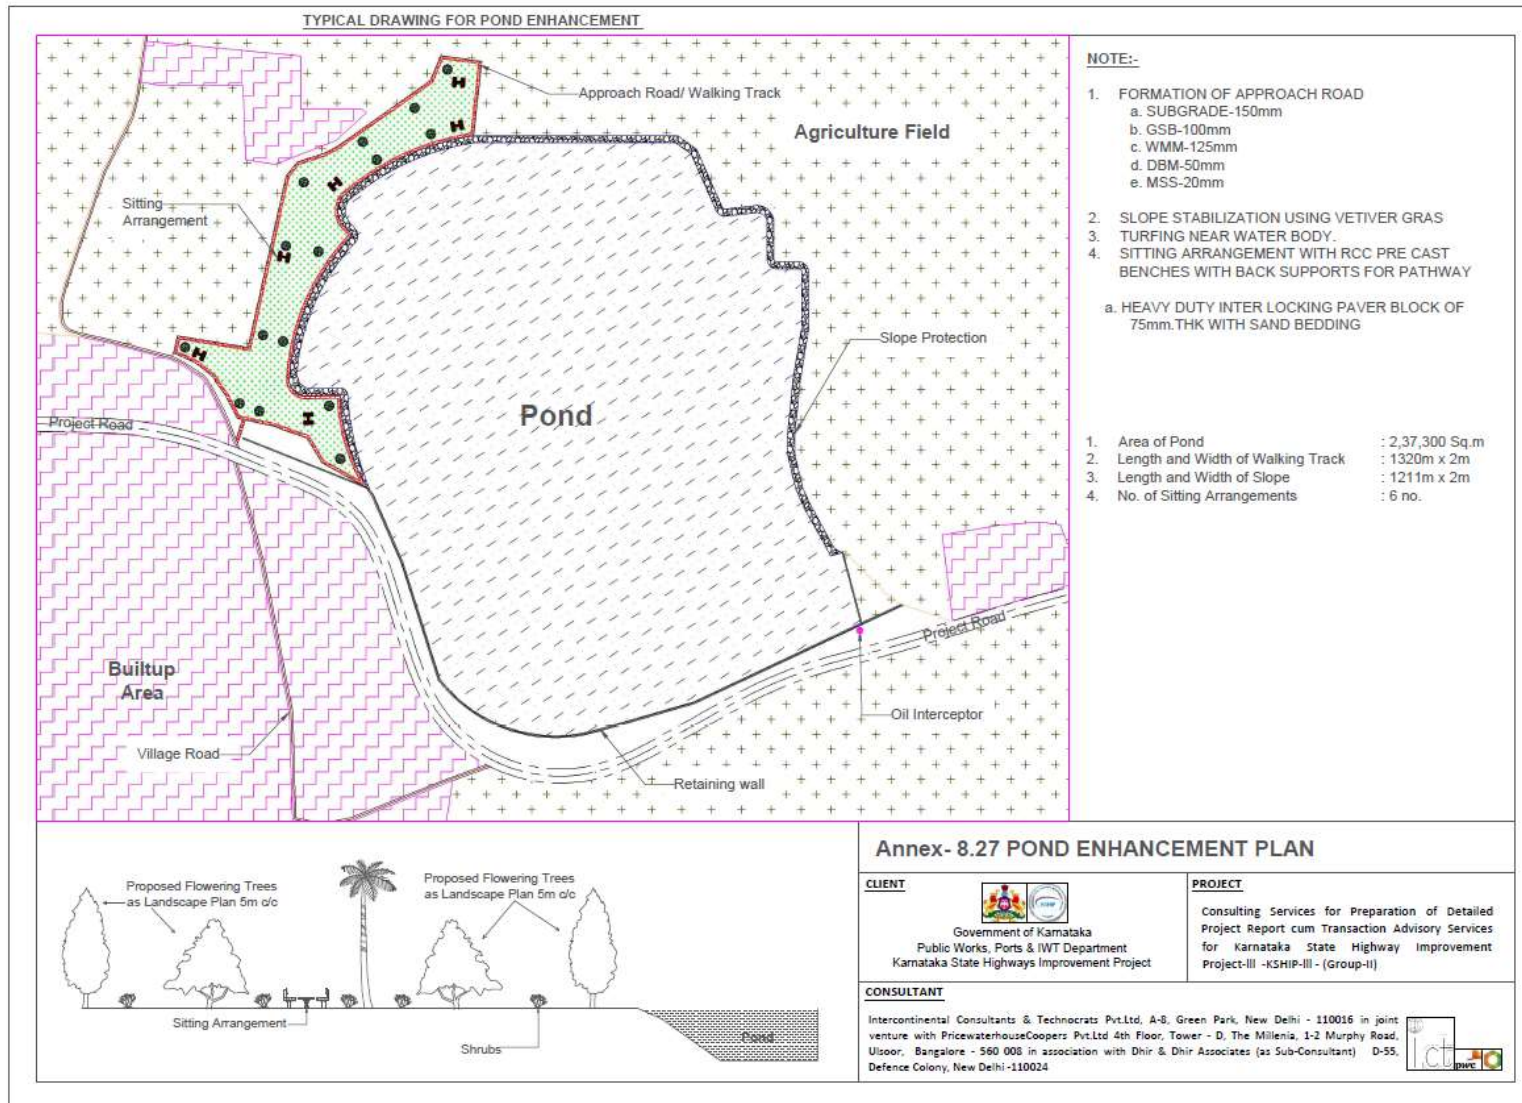 TYPICAL DRAWING FOR POND ENHANCEMENT
Approach Road/ Walking Track
Agriculture Field
Sitting
Arrangement
Slope Protection
Pond
Project Road
Project Road
Builtup
Area
Oil Interceptor
Village Road
Retaining wall
NOTE:-
1. FORMATION OF APPROACH ROAD
a. SUBGRADE-150mm
b. GSB-100mm
c. WMM-125mm
d. DBM-50mm
e. MSS-20mm
2. SLOPE STABILIZATION USING VETIVER GRAS
3. TURFING NEAR WATER BODY.
4. SITTING ARRANGEMENT WITH RCC PRE CAST
BENCHES WITH BACK SUPPORTS FOR PATHWAY
a. HEAVY DUTY INTER LOCKING PAVER BLOCK OF
75mm.THK WITH SAND BEDDING
1. Area of Pond : 2,37,300 Sq.m
2. Length and Width of Walking Track : 1320m x 2m
3. Length and Width of Slope : 1211m x 2m
4. No. of Sitting Arrangements : 6 no.
Proposed Flowering Trees
as Landscape Plan 5m c/c
Proposed Flowering Trees
as Landscape Plan 5m c/c
Sitting Arrangement
Shrubs
Pond
Annex- 8.27 POND ENHANCEMENT PLAN
CLIENT
Government of Karnataka
Public Works, Ports & IWT Department
Karnataka State Highways Improvement Project
PROJECT
Consulting Services for Preparation of Detailed
Project Report cum Transaction Advisory Services
for Karnataka State Highway Improvement
Project-III -KSHIP-III - (Group-II)
CONSULTANT
Intercontinental Consultants & Technocrats Pvt.Ltd, A-8, Green Park, New Delhi - 110016 in joint
venture with PricewaterhouseCoopers Pvt.Ltd 4th Floor, Tower - D, The Millenia, 1-2 Murphy Road,
Ulsoor, Bangalore - 560 008 in association with Dhir & Dhir Associates (as Sub-Consultant) D-55,
Defence Colony, New Delhi -110024
i.ct
pwc